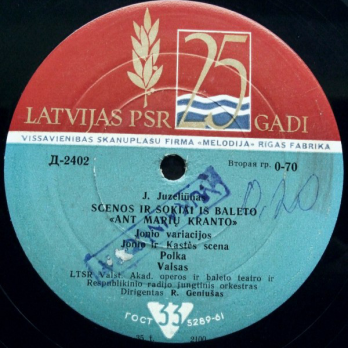 25
LATVIJAS PSR GADI
VISSAVIENĪBAS SKAŅUPLAŠU FIRMA «MELODIJA» RĪGAS FABRIKA
Д-2402
Вторая гр. 0-70
J. Juzeliūnas
SCENOS IR ŠOKIAI IŠ BALETO
«ANT MARIŲ KRANTO»
Jonio variacijos
Jonio ir Kastės scena
Polka
Valsas
LTSR Valst. Akad. operos ir baleto teatro ir
Respublikinio radijo jungtinis orkestras
Dirigentas R. Geniušas
33
ГОСТ 5289-61